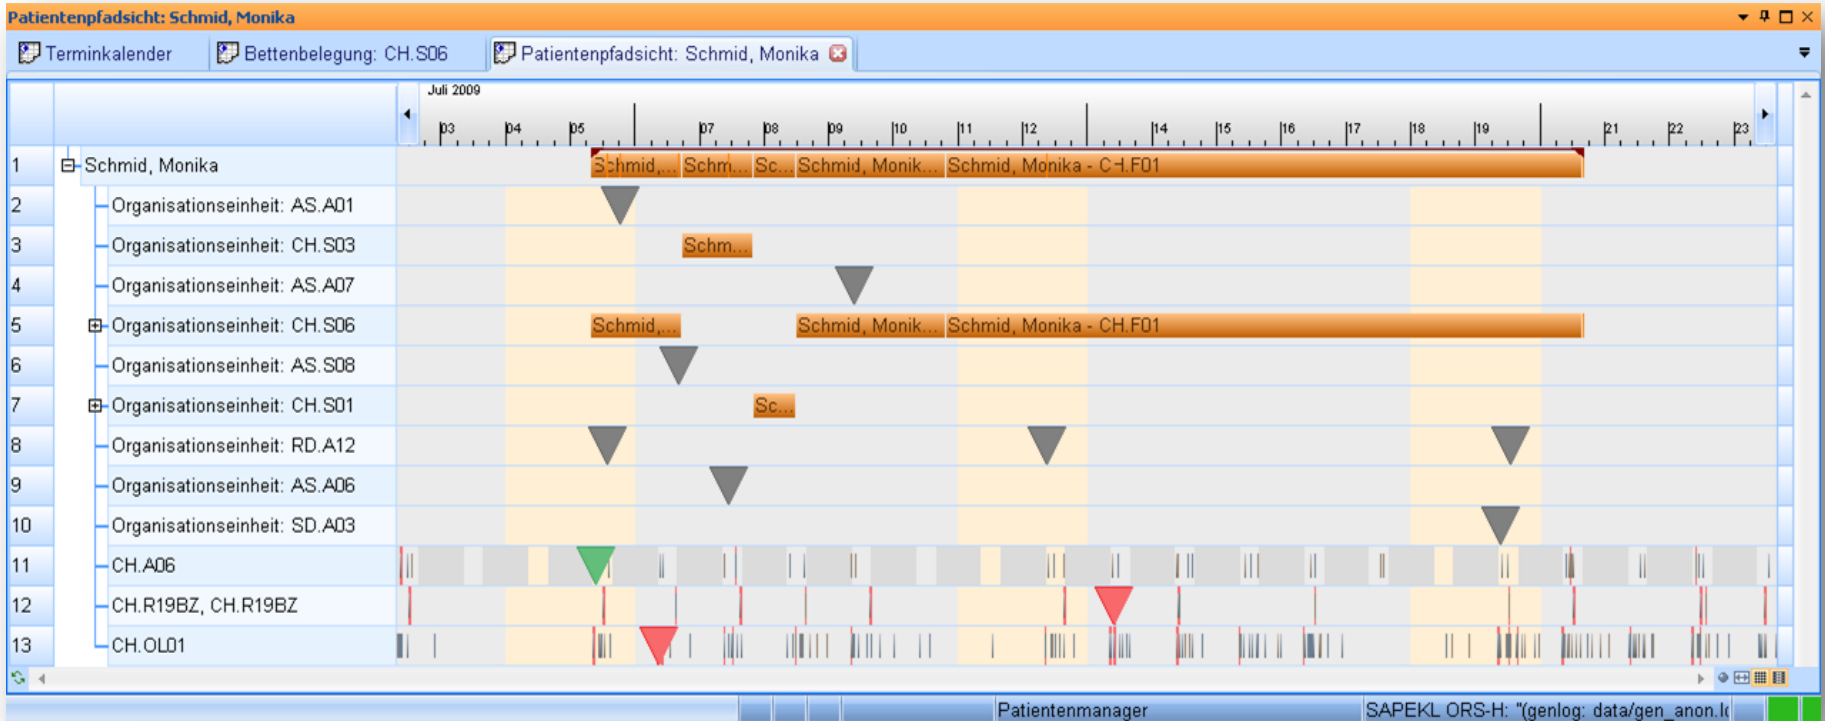 Patientenpfadsicht: Schmid, Monika
Terminkalender Bettenbelegung: CH.S06 Patientenpfadsicht: Schmid, Monika
Juli 2009
03 04 05 07 08 09 10 11 12 14 15 16 17 18 19 21 22 23
1 Schmid, Monika Schmid,... Schm... Sc... Schmid, Monik... Schmid, Monika - CH.F01
2 Organisationseinheit: AS.A01
3 Organisationseinheit: CH.S03 Schm...
4 Organisationseinheit: AS.A07
5 Organisationseinheit: CH.S06 Schmid,... Schmid, Monik... Schmid, Monika - CH.F01
6 Organisationseinheit: AS.S08
7 Organisationseinheit: CH.S01 Sc...
8 Organisationseinheit: RD.A12
9 Organisationseinheit: AS.A06
10 Organisationseinheit: SD.A03
11 CH.A06
12 CH.R19BZ, CH.R19BZ
13 CH.OL01
Patientenmanager SAPEKL ORS-H: "(genlog: data/gen_anon.lo